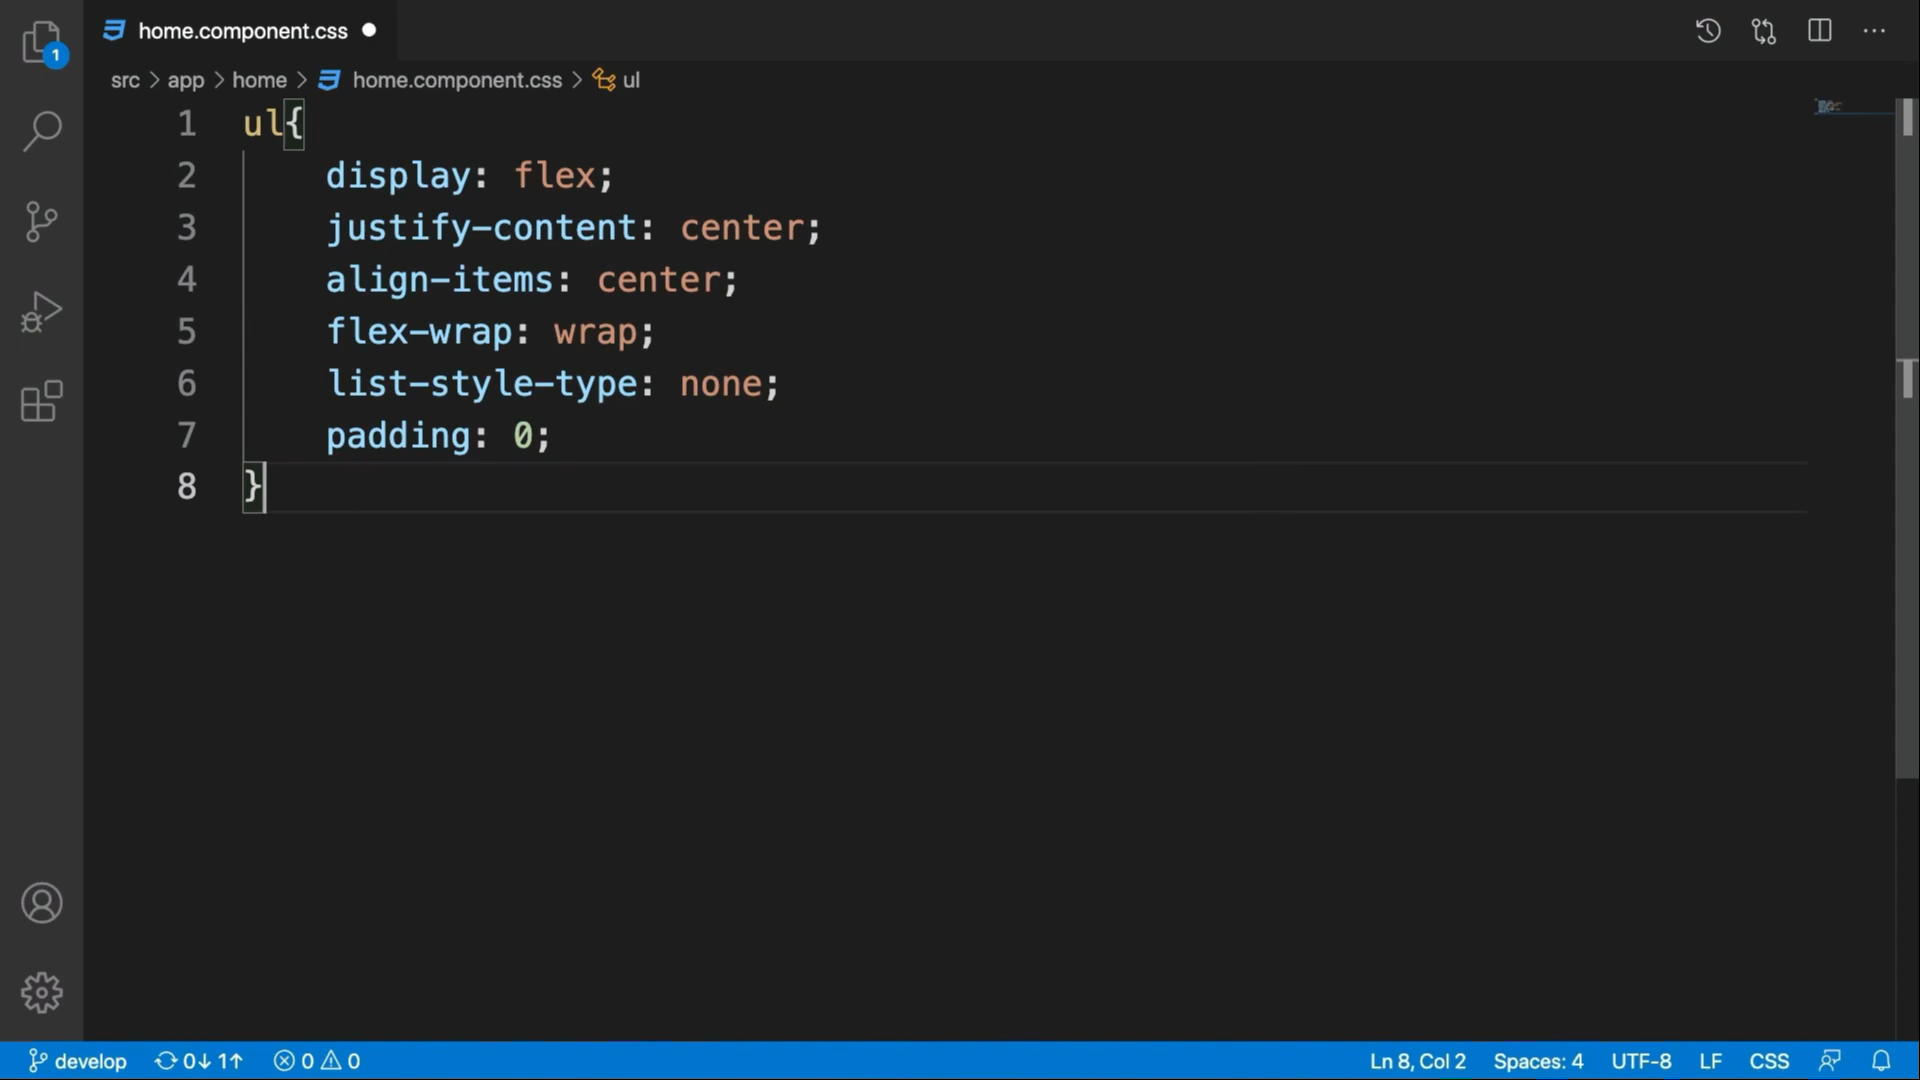 home.component.css
1
src > app > home > home.component.css > ul
1 ul{
2     display: flex;
3     justify-content: center;
4     align-items: center;
5     flex-wrap: wrap;
6     list-style-type: none;
7     padding: 0;
8 }
develop 0↓ 1↑ 0 0 Ln 8, Col 2 Spaces: 4 UTF-8 LF CSS